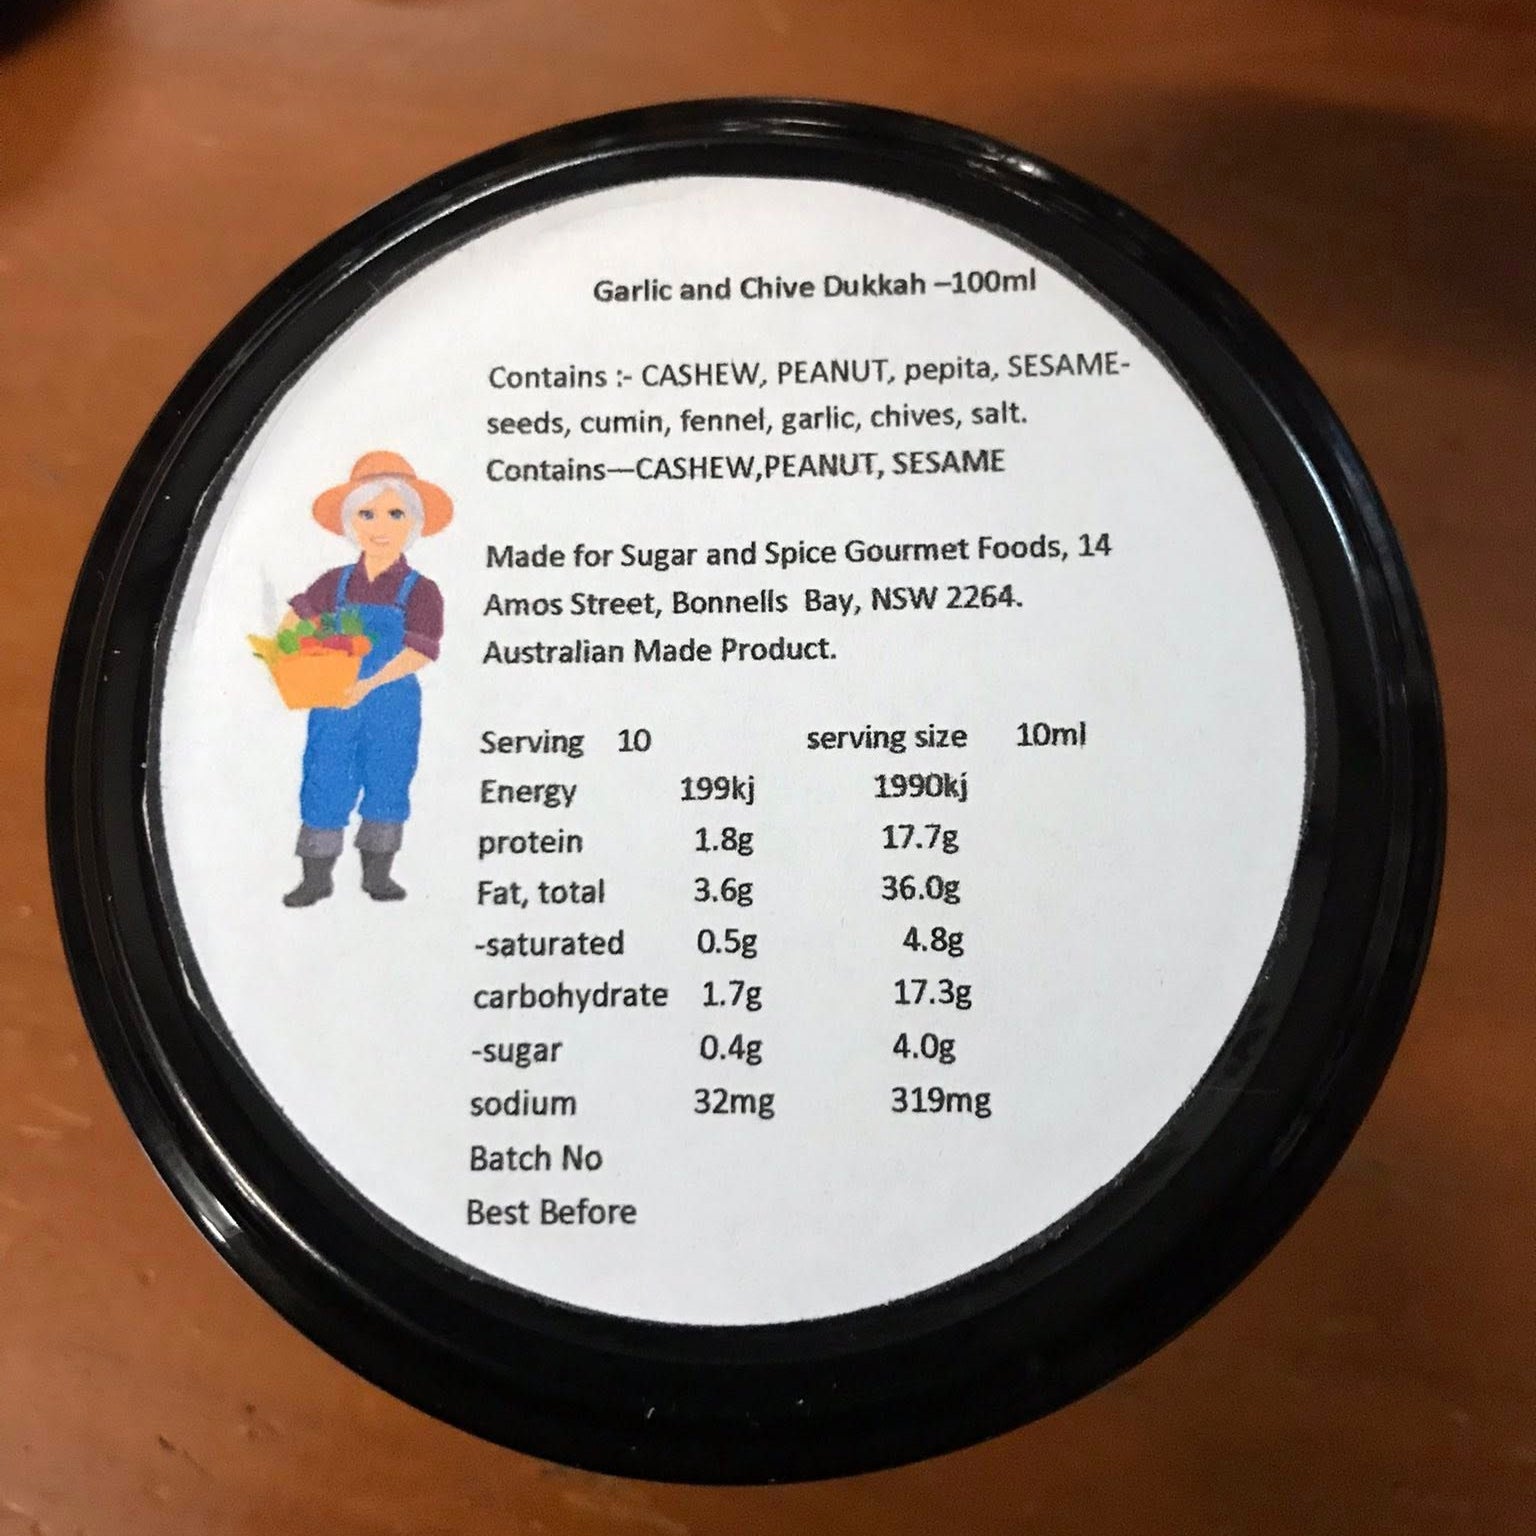 Garlic and Chive Dukkah –100ml
Contains :- CASHEW, PEANUT, pepita, SESAME-
seeds, cumin, fennel, garlic, chives, salt.
Contains—CASHEW,PEANUT, SESAME
Made for Sugar and Spice Gourmet Foods, 14
Amos Street, Bonnells Bay, NSW 2264.
Australian Made Product.
Serving 10 serving size 10ml
Energy 199kj 1990kj
protein 1.8g 17.7g
Fat, total 3.6g 36.0g
-saturated 0.5g 4.8g
carbohydrate 1.7g 17.3g
-sugar 0.4g 4.0g
sodium 32mg 319mg
Batch No
Best Before